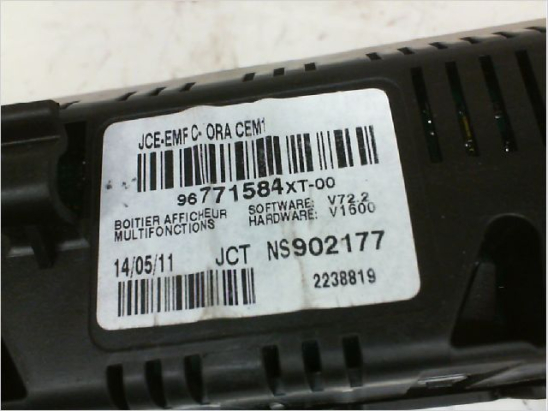 JCE-EMF C- ORA CEM1
96771584XT-00
BOITIER AFFICHEUR SOFTWARE: V72.2
MULTIFONCTIONS HARDWARE: V1600
14/05/11 JCT NS902177
2238819